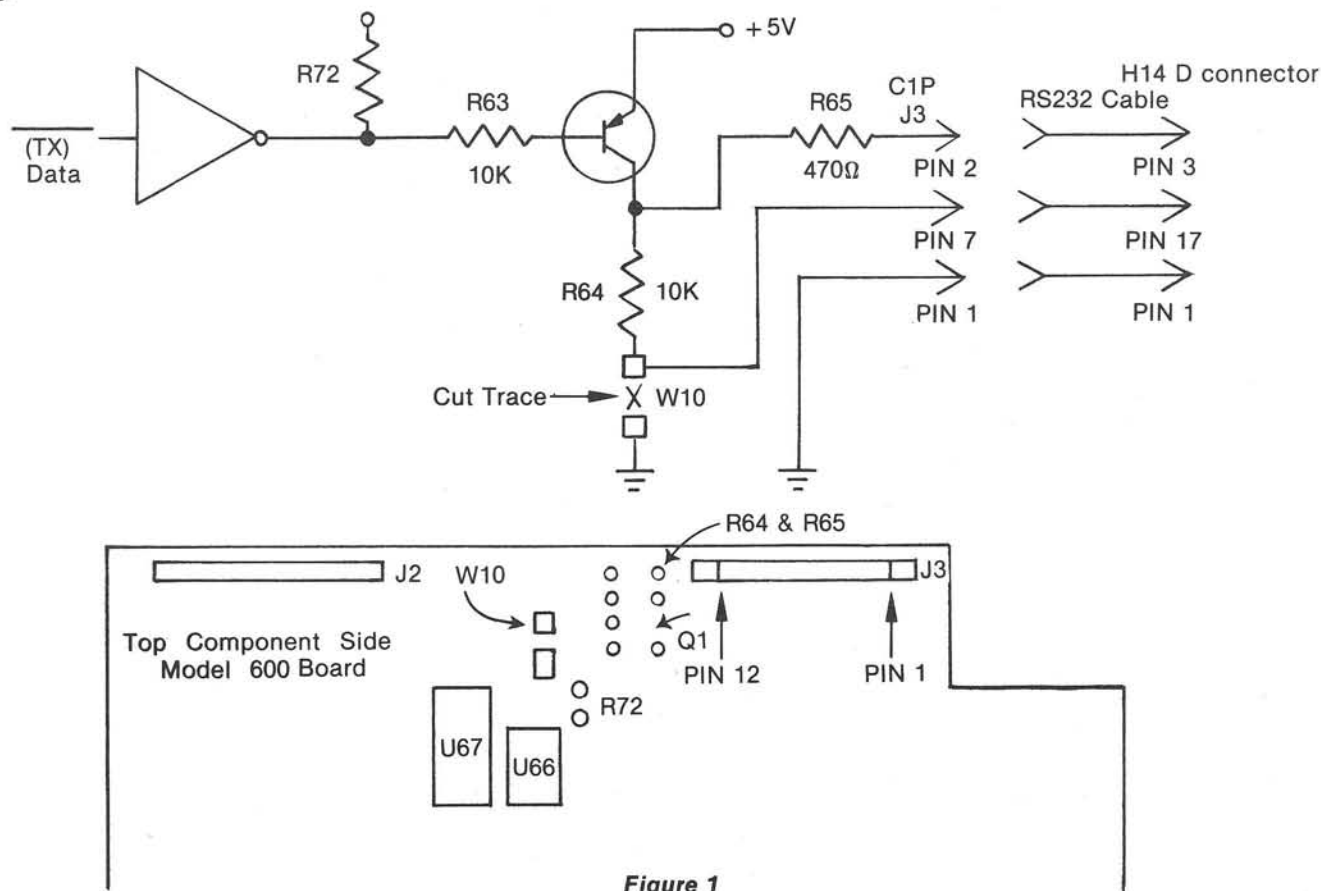 +5V
R72
R63
10K
(TX)
Data
R65
470Ω
C1P
J3
H14 D connector
RS232 Cable
PIN 2
PIN 3
PIN 7
PIN 17
PIN 1
PIN 1
R64
10K
Cut Trace
X
W10
R64 & R65
J2
W10
J3
Top Component Side
Model 600 Board
Q1
PIN 12
PIN 1
R72
U67
U66
Figure 1